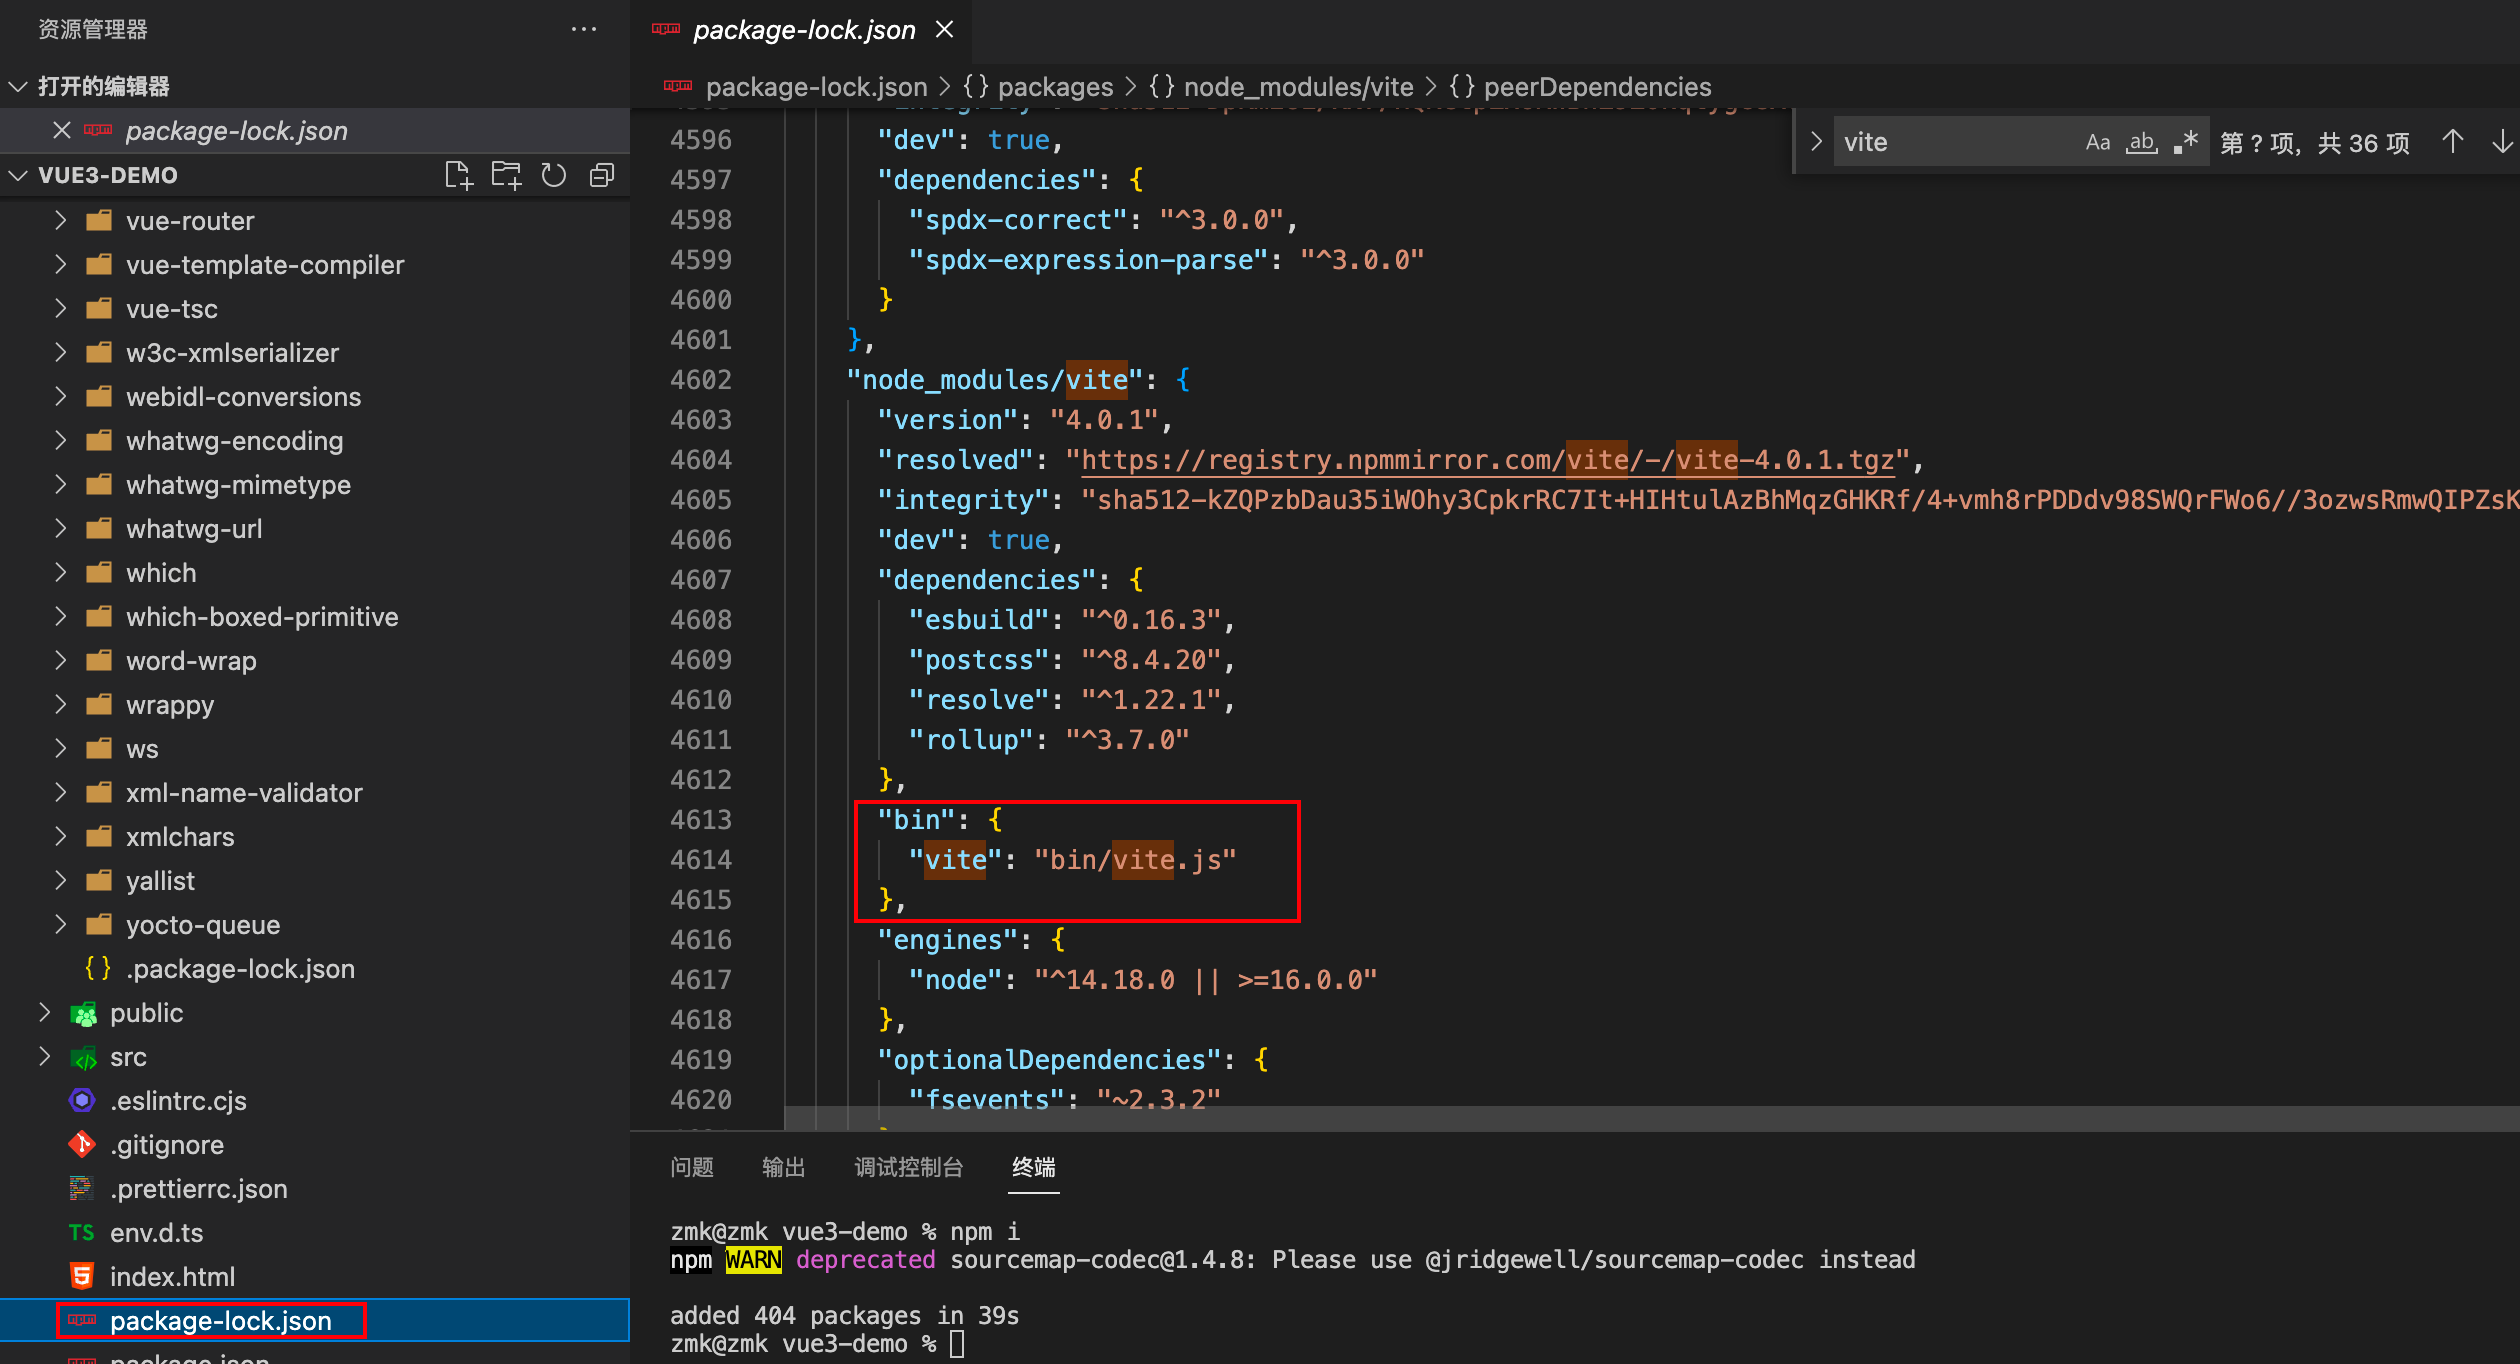 资源管理器
打开的编辑器
package-lock.json
VUE3-DEMO
vue-router
vue-template-compiler
vue-tsc
w3c-xmlserializer
webidl-conversions
whatwg-encoding
whatwg-mimetype
whatwg-url
which
which-boxed-primitive
word-wrap
wrappy
ws
xml-name-validator
xmlchars
yallist
yocto-queue
{} .package-lock.json
public
src
.eslintrc.cjs
.gitignore
.prettierrc.json
TS env.d.ts
index.html
package-lock.json
package.json
package-lock.json
package-lock.json > {} packages > {} node_modules/vite > {} peerDependencies
vite Aa ab .* 第 ? 项, 共 36 项
4596 "dev": true,
4597 "dependencies": {
4598 "spdx-correct": "^3.0.0",
4599 "spdx-expression-parse": "^3.0.0"
4600 }
4601 },
4602 "node_modules/vite": {
4603 "version": "4.0.1",
4604 "resolved": "https://registry.npmmirror.com/vite/-/vite-4.0.1.tgz",
4605 "integrity": "sha512-kZQPzbDau35iWOhy3CpkrRC7It+HIHtulAzBhMqzGHKRf/4+vmh8rPDDdv98SWQrFWo6//3ozwsRmwQIPZsK
4606 "dev": true,
4607 "dependencies": {
4608 "esbuild": "^0.16.3",
4609 "postcss": "^8.4.20",
4610 "resolve": "^1.22.1",
4611 "rollup": "^3.7.0"
4612 },
4613 "bin": {
4614 "vite": "bin/vite.js"
4615 },
4616 "engines": {
4617 "node": "^14.18.0 || >=16.0.0"
4618 },
4619 "optionalDependencies": {
4620 "fsevents": "~2.3.2"
问题 输出 调试控制台 终端
zmk@zmk vue3-demo % npm i
npm WARN deprecated sourcemap-codec@1.4.8: Please use @jridgewell/sourcemap-codec instead
added 404 packages in 39s
zmk@zmk vue3-demo %